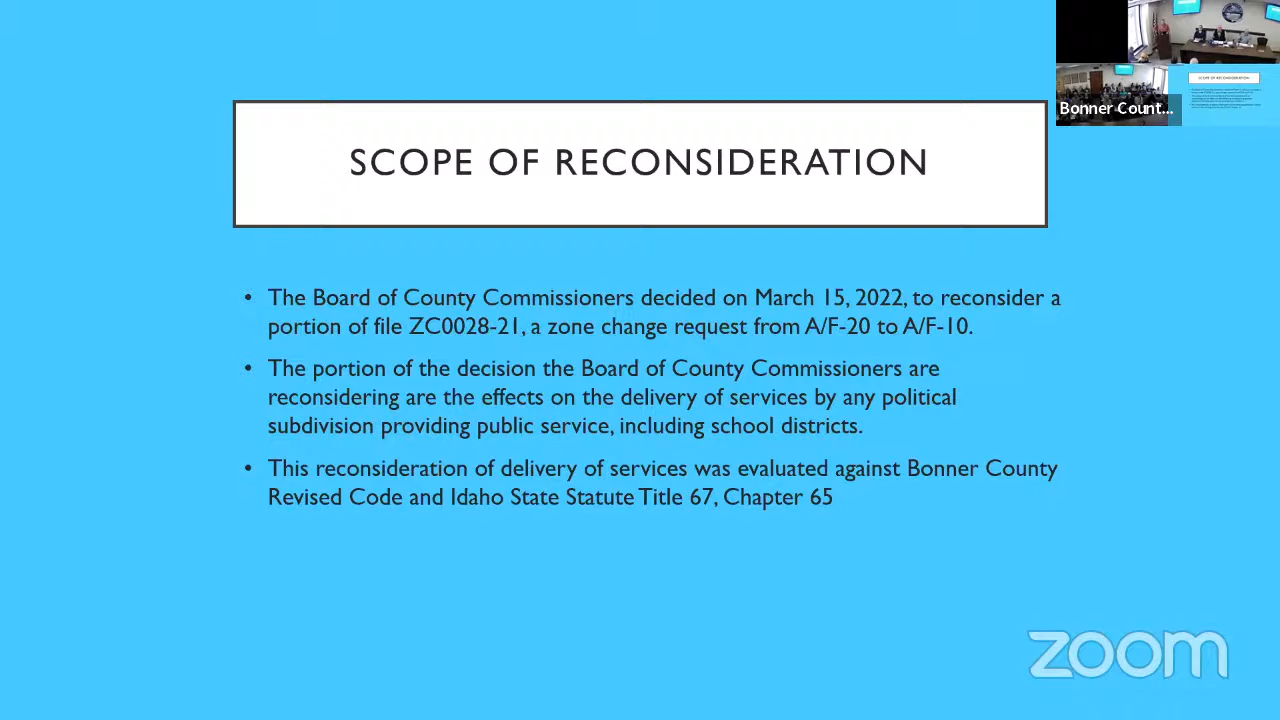 SCOPE OF RECONSIDERATION
• The Board of County Commissioners decided on March 15, 2022, to reconsider a
portion of file ZC0028-21, a zone change request from A/F-20 to A/F-10.
• The portion of the decision the Board of County Commissioners are
reconsidering are the effects on the delivery of services by any political
subdivision providing public service, including school districts.
• This reconsideration of delivery of services was evaluated against Bonner County
Revised Code and Idaho State Statute Title 67, Chapter 65
Bonner Count...
SCOPE OF RECONSIDERATION
zoom